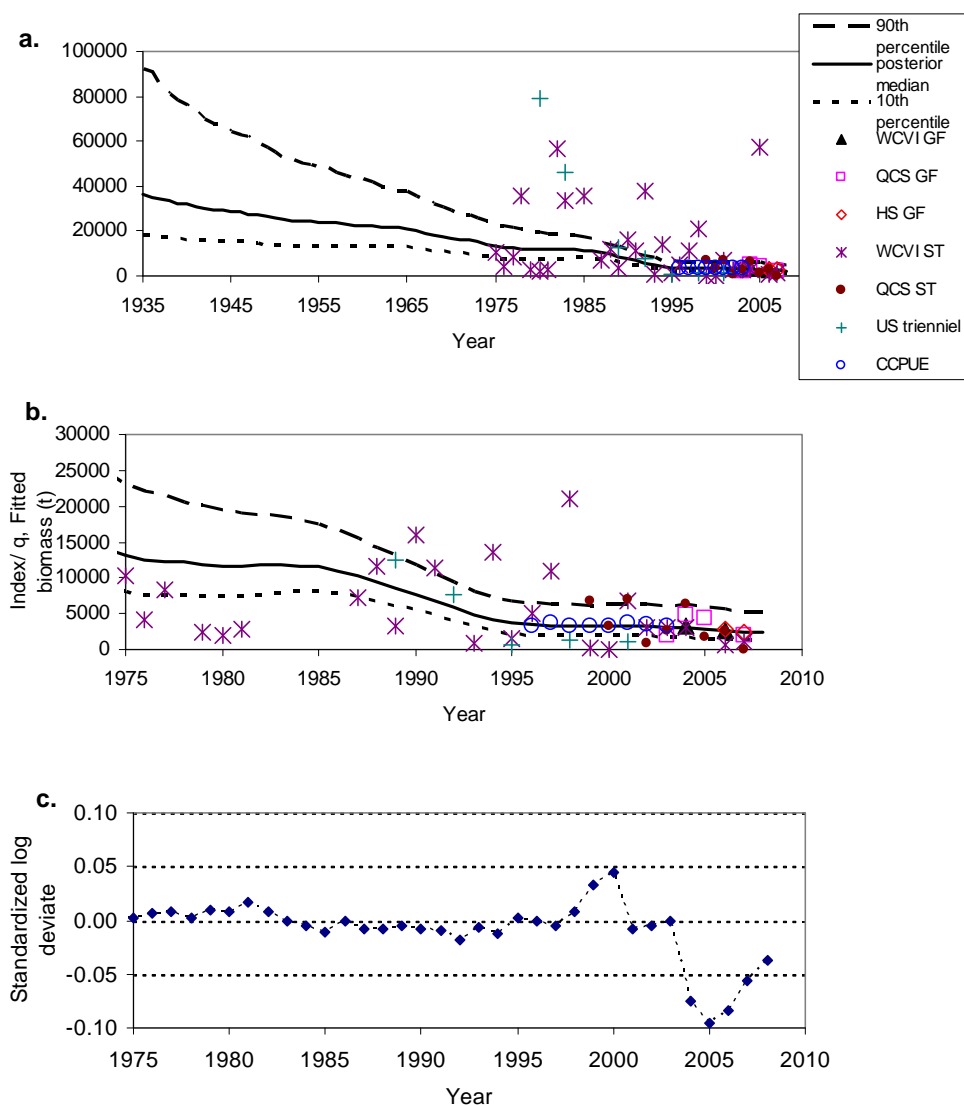 a.
100000
80000
60000
40000
20000
0
1935 1945 1955 1965 1975 1985 1995 2005
Year
90th
percentile
posterior
median
10th
percentile
WCVI GF
QCS GF
HS GF
WCVI ST
QCS ST
US trienniel
CCPUE
b.
30000
25000
20000
15000
10000
5000
0
Index/ q, Fitted
biomass (t)
1975 1980 1985 1990 1995 2000 2005 2010
Year
c.
0.10
0.05
0.00
-0.05
-0.10
Standardized log
deviate
1975 1980 1985 1990 1995 2000 2005 2010
Year